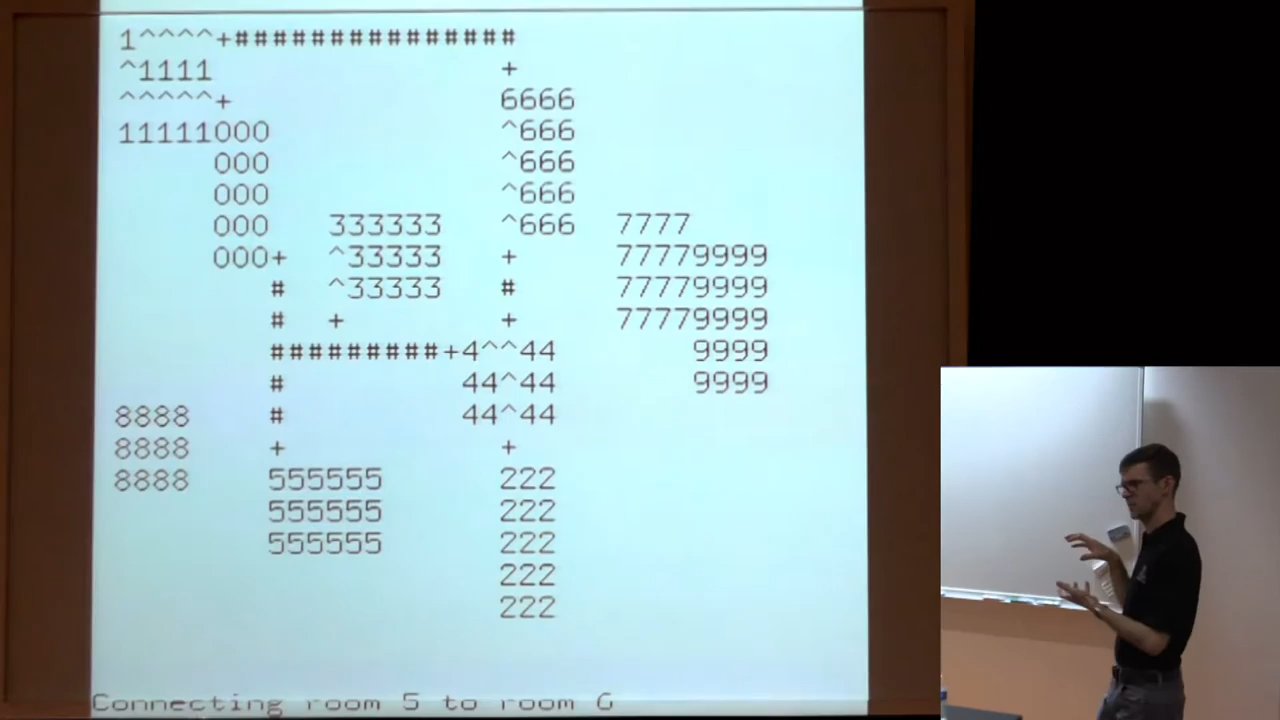 1^^^^+###############
^1111 +
^^^^^+ 6666
11111000 ^666
000 ^666
000 ^666
000 333333 ^666 7777
000+ ^33333 + 77779999
# ^33333 # 77779999
# + + 77779999
#########+4^^44 9999
# 44^44 9999
8888 # 44^44
8888 + +
8888 555555 222
555555 222
555555 222
222
222
Connecting room 5 to room 6